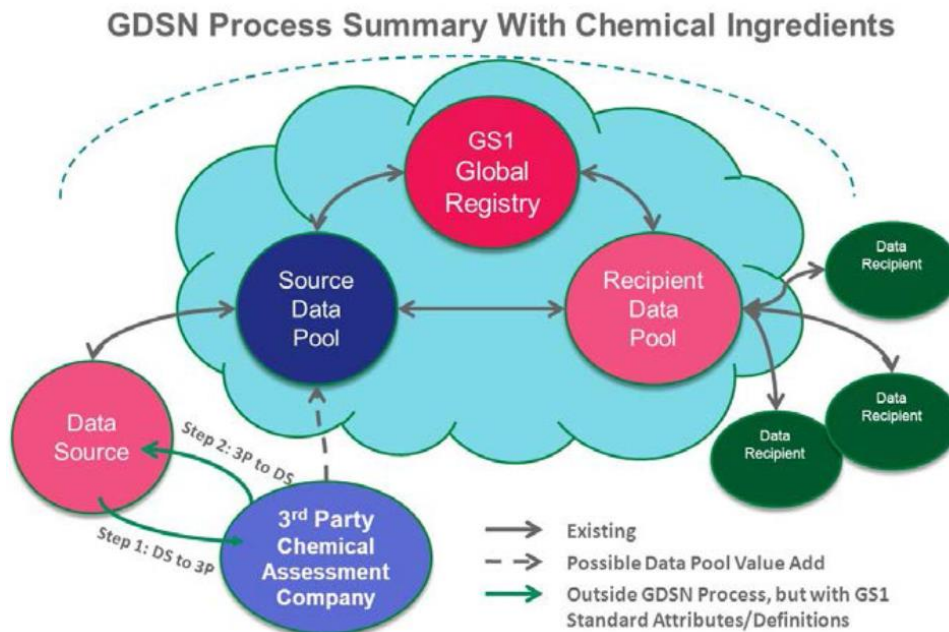 GDSN Process Summary With Chemical Ingredients
GS1
Global
Registry
Source
Data
Pool
Recipient
Data
Pool
Data
Recipient
Data
Recipient
Data
Recipient
Data
Source
Step 2: 3P to DS
Step 1: DS to 3P
3rd Party
Chemical
Assessment
Company
Existing
Possible Data Pool Value Add
Outside GDSN Process, but with GS1
Standard Attributes/Definitions